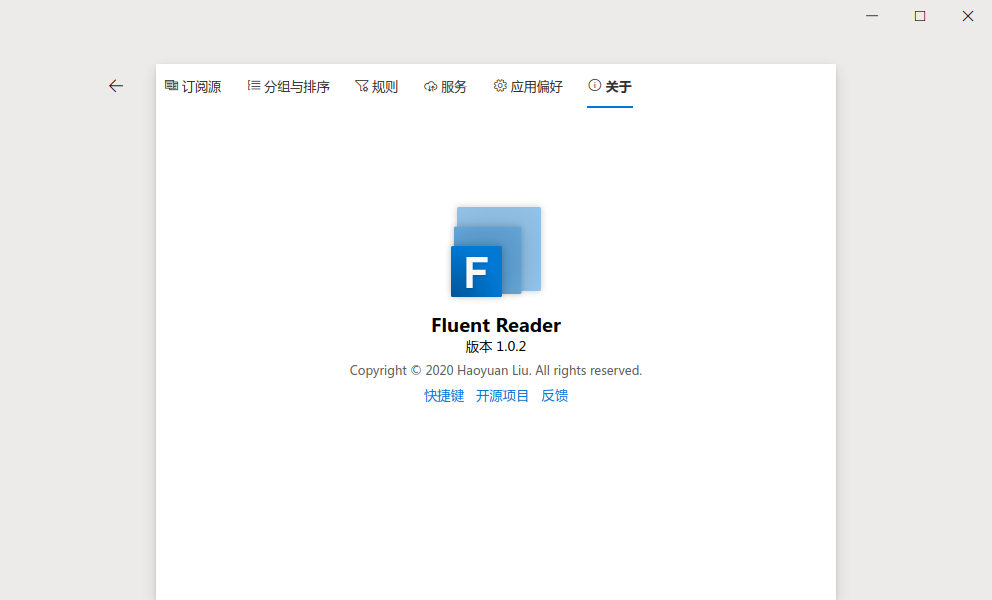 订阅源 分组与排序 规则 服务 应用偏好 关于
F
Fluent Reader
版本 1.0.2
Copyright © 2020 Haoyuan Liu. All rights reserved.
快捷键 开源项目 反馈